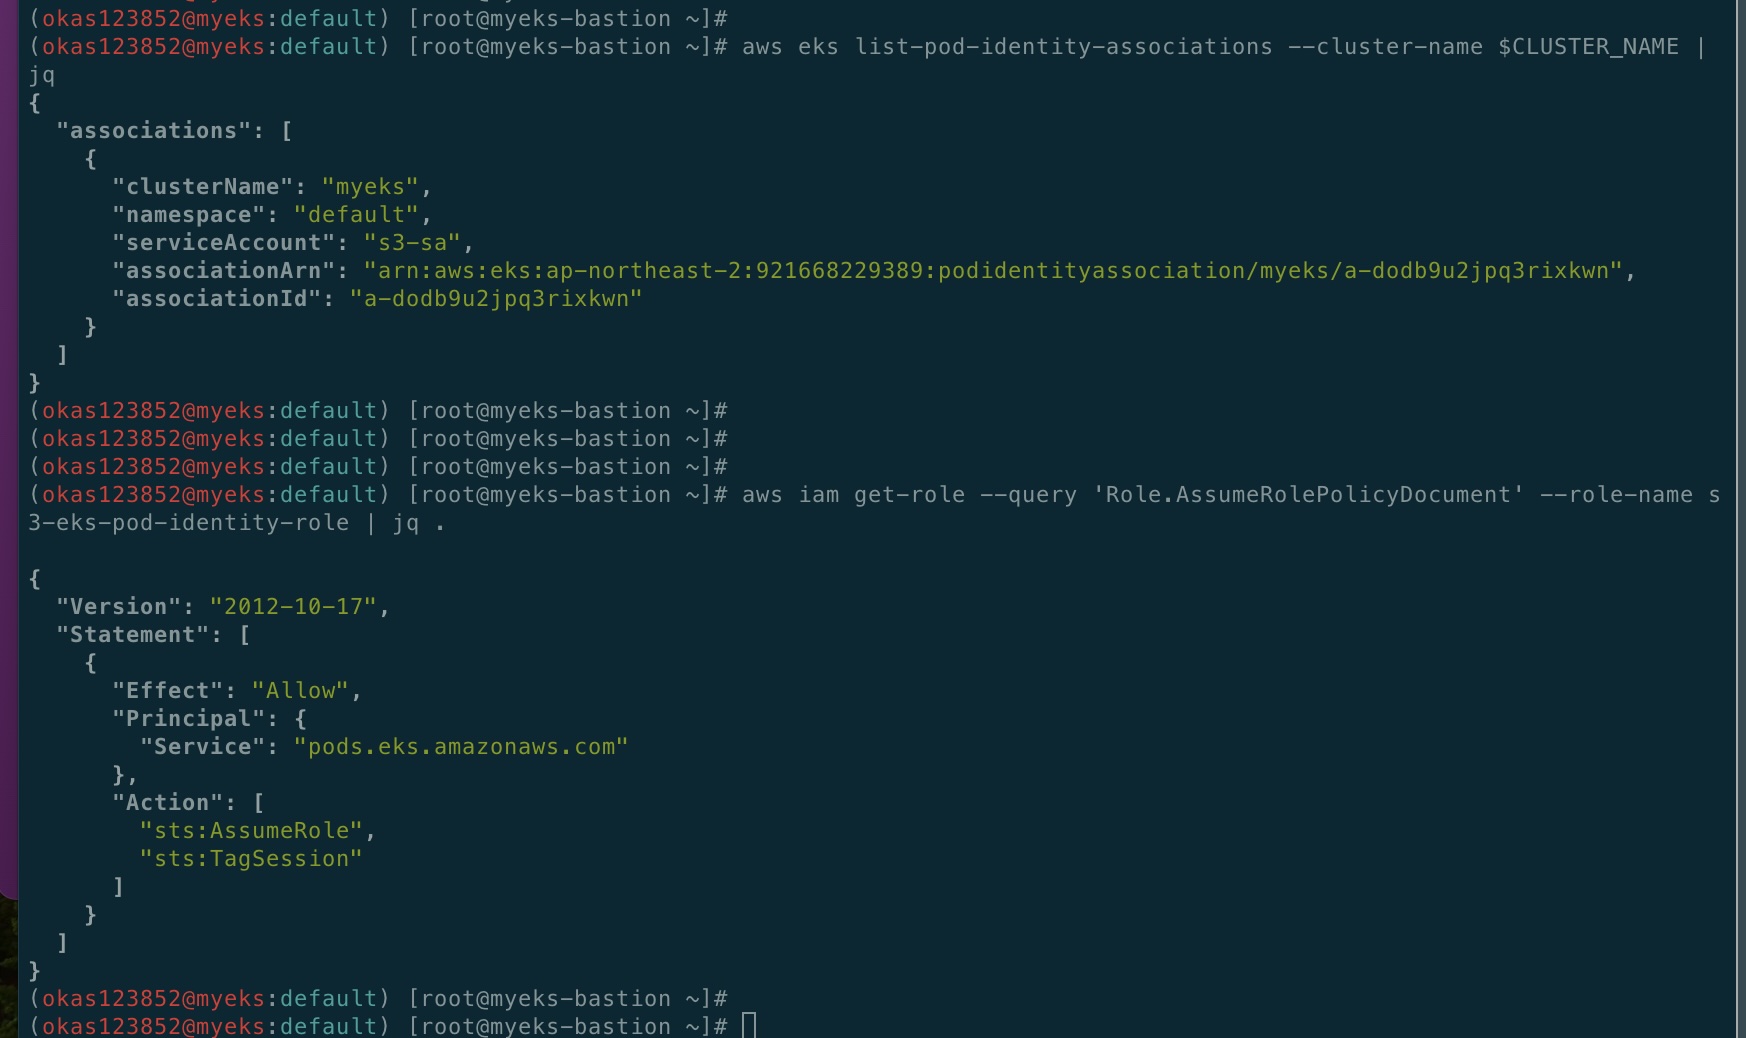 (okas123852@myeks:default) [root@myeks-bastion ~]#
(okas123852@myeks:default) [root@myeks-bastion ~]# aws eks list-pod-identity-associations --cluster-name $CLUSTER_NAME |
jq
{
  "associations": [
    {
      "clusterName": "myeks",
      "namespace": "default",
      "serviceAccount": "s3-sa",
      "associationArn": "arn:aws:eks:ap-northeast-2:921668229389:podidentityassociation/myeks/a-dodb9u2jpq3rixkwn",
      "associationId": "a-dodb9u2jpq3rixkwn"
    }
  ]
}
(okas123852@myeks:default) [root@myeks-bastion ~]#
(okas123852@myeks:default) [root@myeks-bastion ~]#
(okas123852@myeks:default) [root@myeks-bastion ~]#
(okas123852@myeks:default) [root@myeks-bastion ~]# aws iam get-role --query 'Role.AssumeRolePolicyDocument' --role-name s
3-eks-pod-identity-role | jq .

{
  "Version": "2012-10-17",
  "Statement": [
    {
      "Effect": "Allow",
      "Principal": {
        "Service": "pods.eks.amazonaws.com"
      },
      "Action": [
        "sts:AssumeRole",
        "sts:TagSession"
      ]
    }
  ]
}
(okas123852@myeks:default) [root@myeks-bastion ~]#
(okas123852@myeks:default) [root@myeks-bastion ~]#